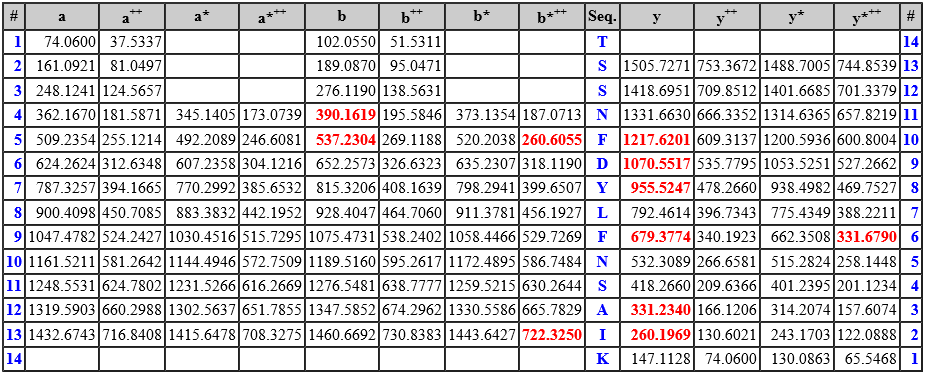 # a a++ a* a*++ b b++ b* b*++ Seq. y y++ y* y*++ #
1 74.0600 37.5337 102.0550 51.5311 T 14
2 161.0921 81.0497 189.0870 95.0471 S 1505.7271 753.3672 1488.7005 744.8539 13
3 248.1241 124.5657 276.1190 138.5631 S 1418.6951 709.8512 1401.6685 701.3379 12
4 362.1670 181.5871 345.1405 173.0739 390.1619 195.5846 373.1354 187.0713 N 1331.6630 666.3352 1314.6365 657.8219 11
5 509.2354 255.1214 492.2089 246.6081 537.2304 269.1188 520.2038 260.6055 F 1217.6201 609.3137 1200.5936 600.8004 10
6 624.2624 312.6348 607.2358 304.1216 652.2573 326.6323 635.2307 318.1190 D 1070.5517 535.7795 1053.5251 527.2662 9
7 787.3257 394.1665 770.2992 385.6532 815.3206 408.1639 798.2941 399.6507 Y 955.5247 478.2660 938.4982 469.7527 8
8 900.4098 450.7085 883.3832 442.1952 928.4047 464.7060 911.3781 456.1927 L 792.4614 396.7343 775.4349 388.2211 7
9 1047.4782 524.2427 1030.4516 515.7295 1075.4731 538.2402 1058.4466 529.7269 F 679.3774 340.1923 662.3508 331.6790 6
10 1161.5211 581.2642 1144.4946 572.7509 1189.5160 595.2617 1172.4895 586.7484 N 532.3089 266.6581 515.2824 258.1448 5
11 1248.5531 624.7802 1231.5266 616.2669 1276.5481 638.7777 1259.5215 630.2644 S 418.2660 209.6366 401.2395 201.1234 4
12 1319.5903 660.2988 1302.5637 651.7855 1347.5852 674.2962 1330.5586 665.7829 A 331.2340 166.1206 314.2074 157.6074 3
13 1432.6743 716.8408 1415.6478 708.3275 1460.6692 730.8383 1443.6427 722.3250 I 260.1969 130.6021 243.1703 122.0888 2
14 K 147.1128 74.0600 130.0863 65.5468 1